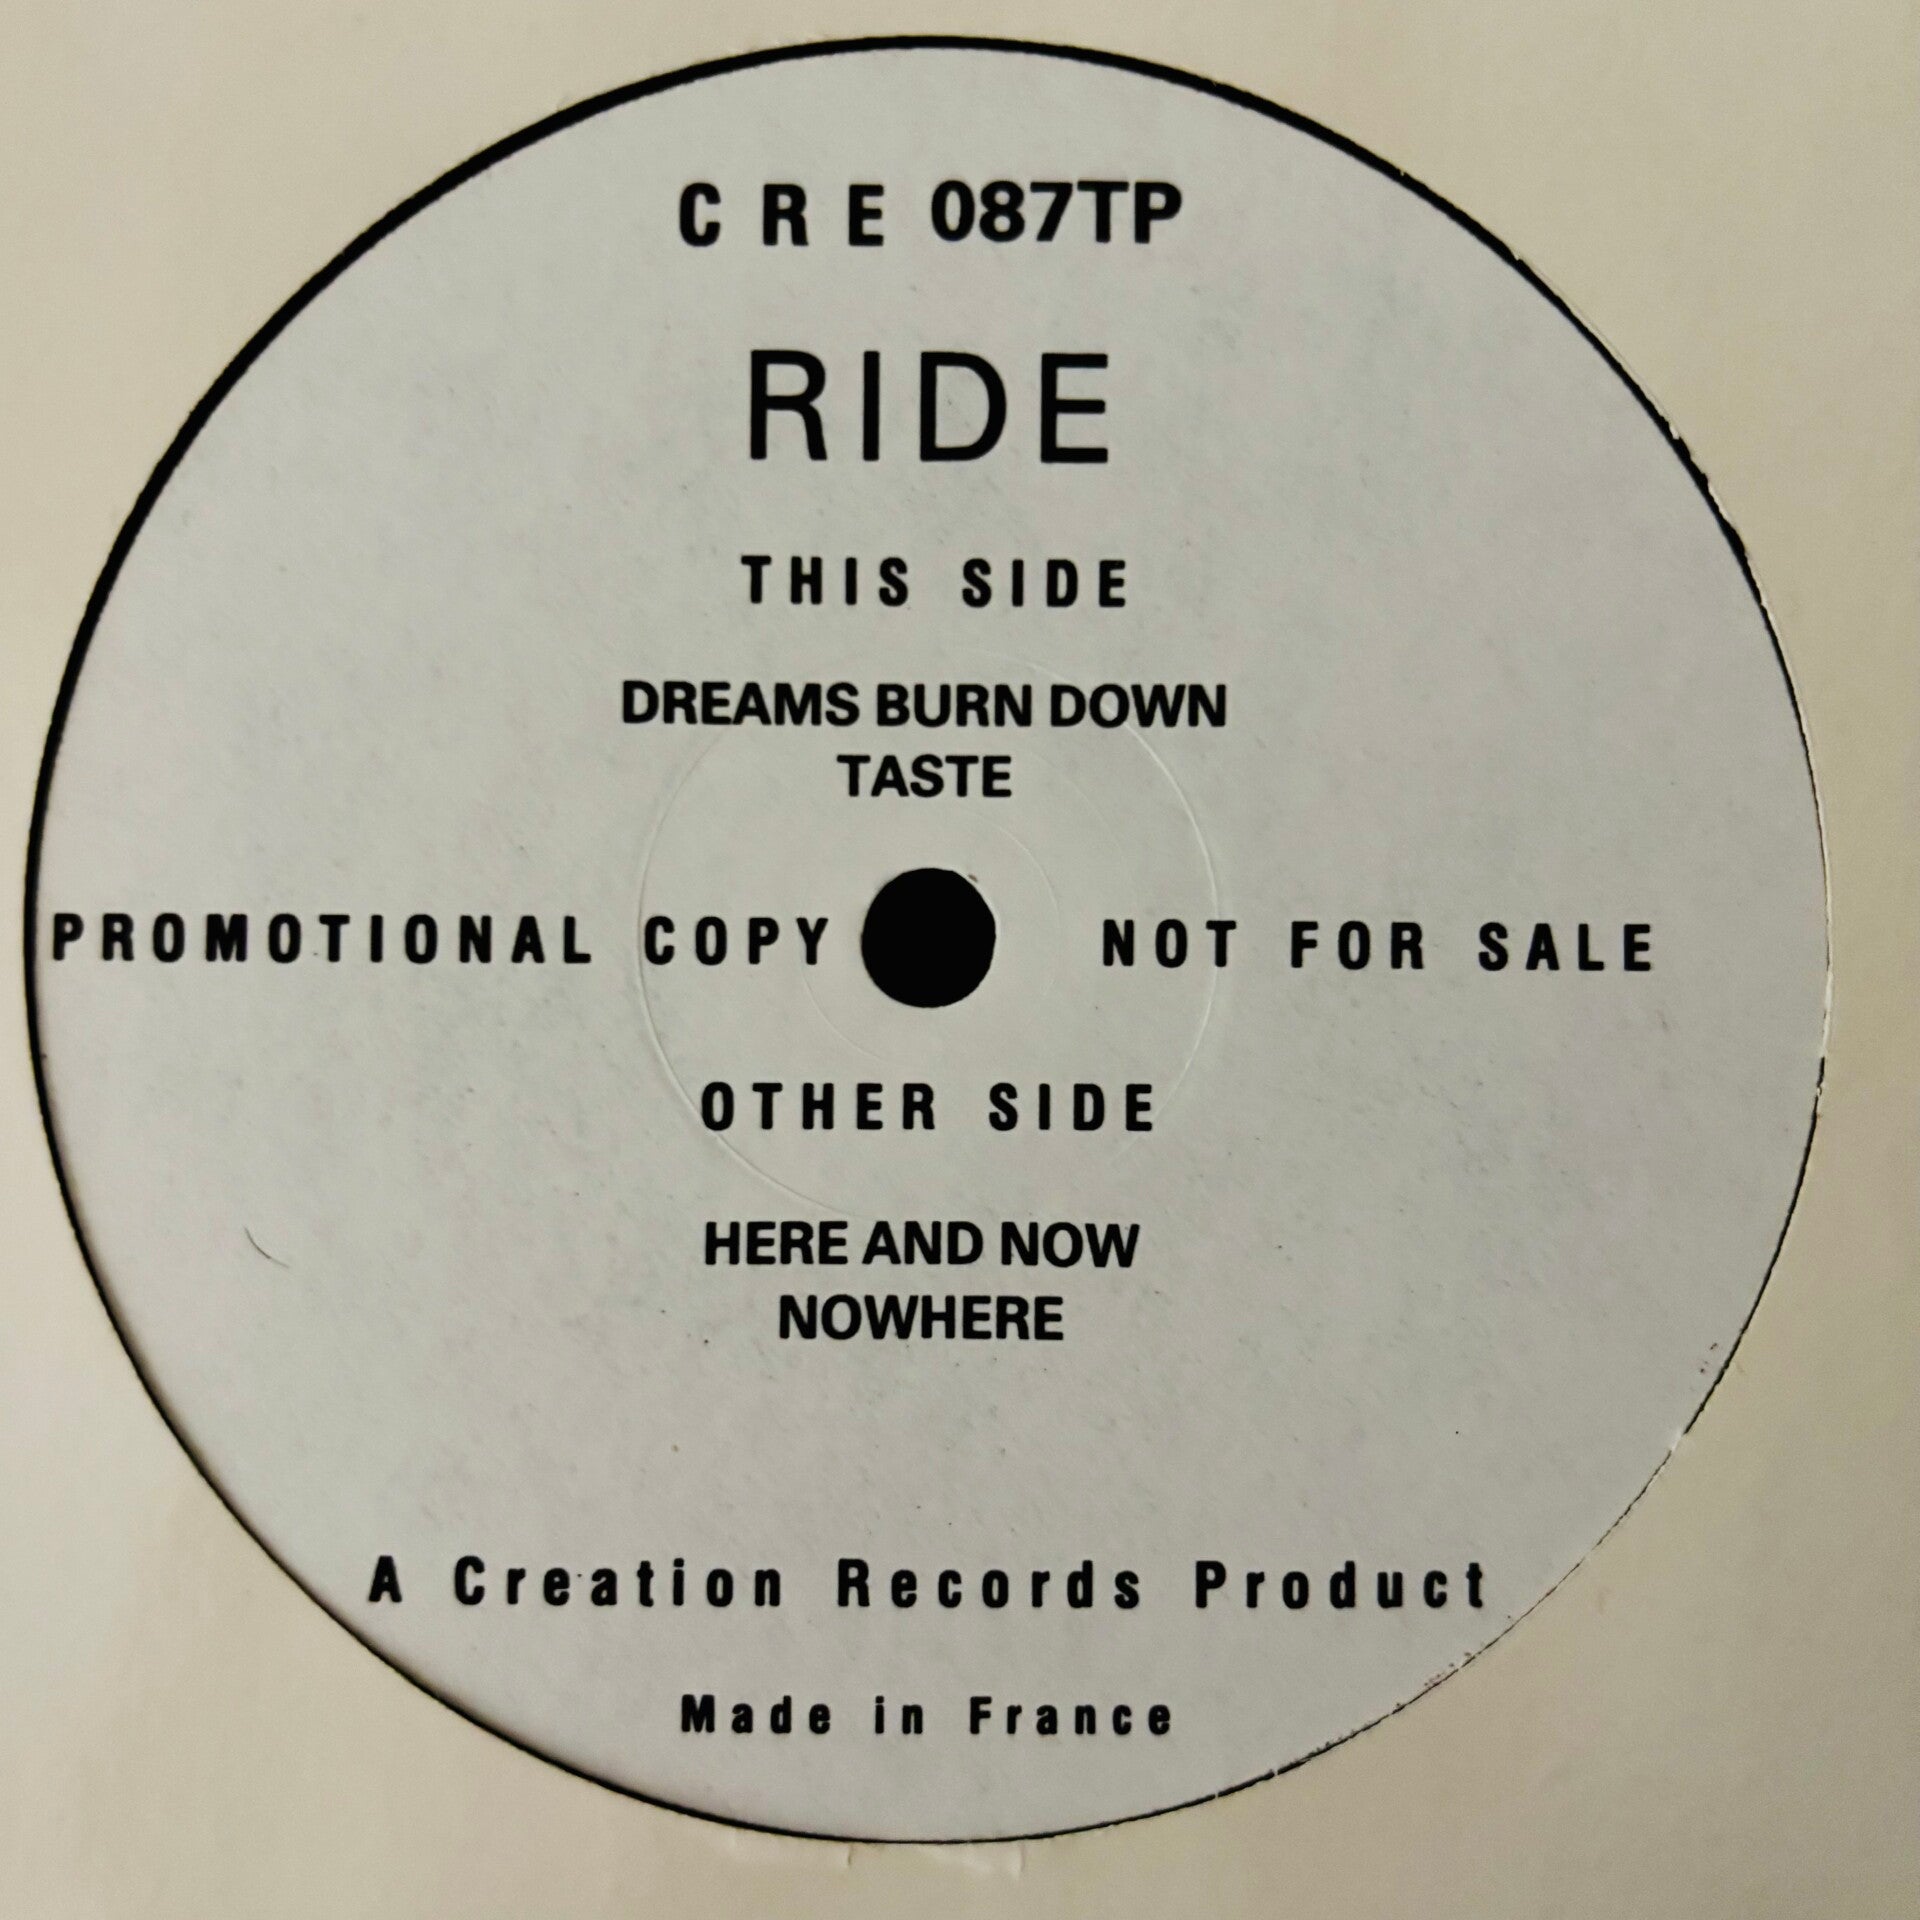 CRE 087TP
RIDE
THIS SIDE
DREAMS BURN DOWN
TASTE
PROMOTIONAL COPY NOT FOR SALE
OTHER SIDE
HERE AND NOW
NOWHERE
A Creation Records Product
Made in France